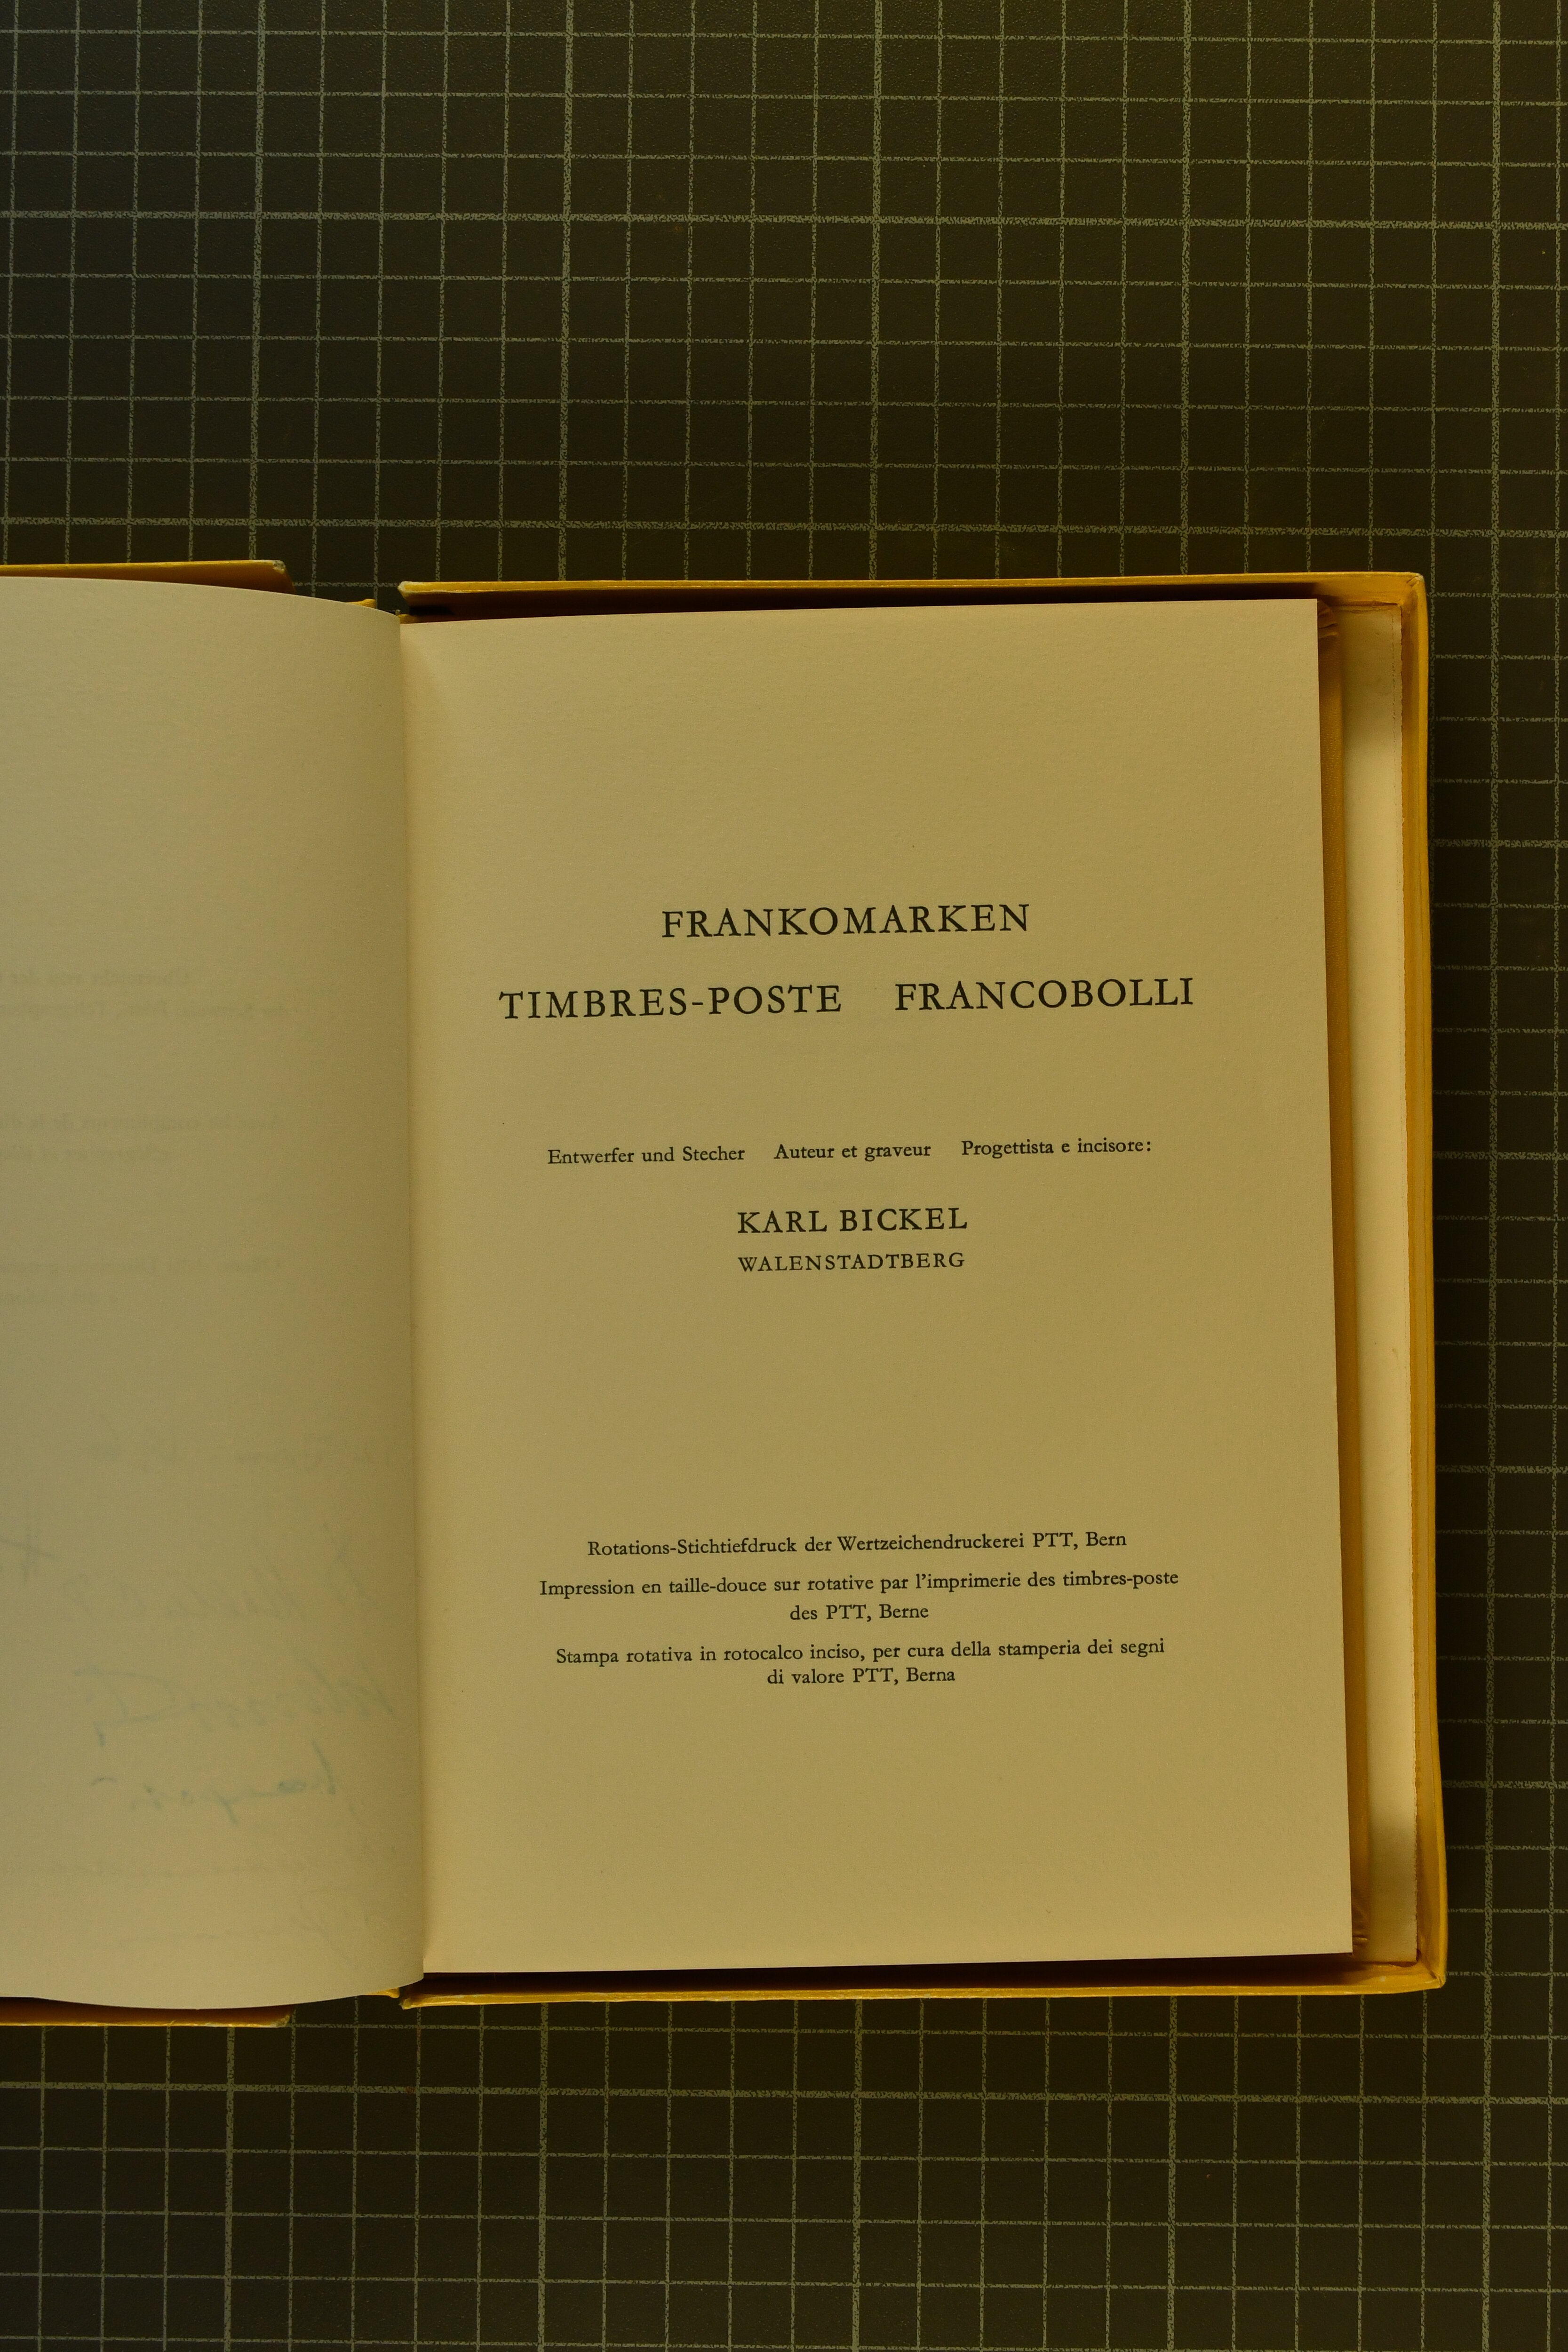 FRANKOMARKEN
TIMBRES-POSTE FRANCOBOLLI
Entwerfer und Stecher Auteur et graveur Progettista e incisore:
KARL BICKEL
WALENSTADTBERG
Rotations-Stichtiefdruck der Wertzeichendruckerei PTT, Bern
Impression en taille-douce sur rotative par l'imprimerie des timbres-poste
des PTT, Berne
Stampa rotativa in rotocalco inciso, per cura della stamperia dei segni
di valore PTT, Berna